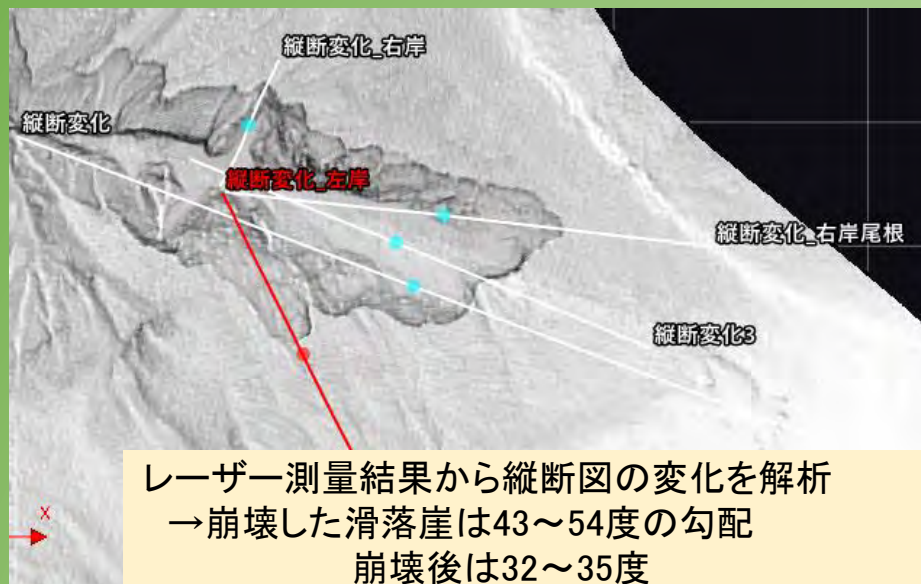 縦断変化_右岸
縦断変化
縦断変化_左岸
縦断変化_右岸尾根
縦断変化3
X
レーザー測量結果から縦断図の変化を解析
→崩壊した滑落崖は43～54度の勾配
崩壊後は32～35度